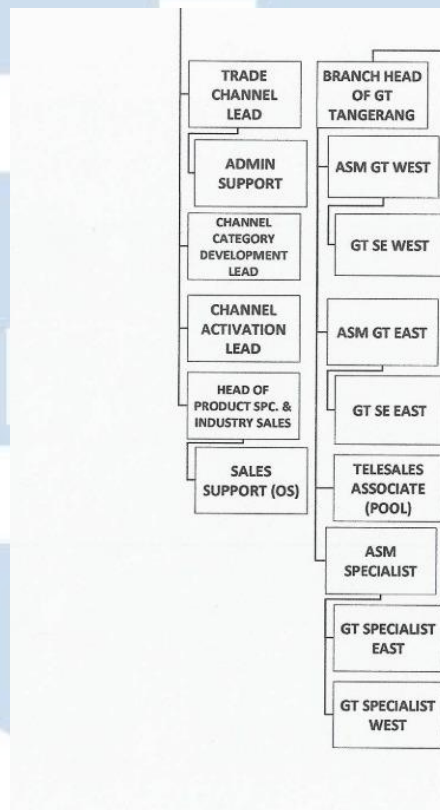 TRADE
CHANNEL
LEAD
ADMIN
SUPPORT
CHANNEL
CATEGORY
DEVELOPMENT
LEAD
CHANNEL
ACTIVATION
LEAD
HEAD OF
PRODUCT SPC. &
INDUSTRY SALES
SALES
SUPPORT (OS)
BRANCH HEAD
OF GT
TANGERANG
ASM GT WEST
GT SE WEST
ASM GT EAST
GT SE EAST
TELESALES
ASSOCIATE
(POOL)
ASM
SPECIALIST
GT SPECIALIST
EAST
GT SPECIALIST
WEST